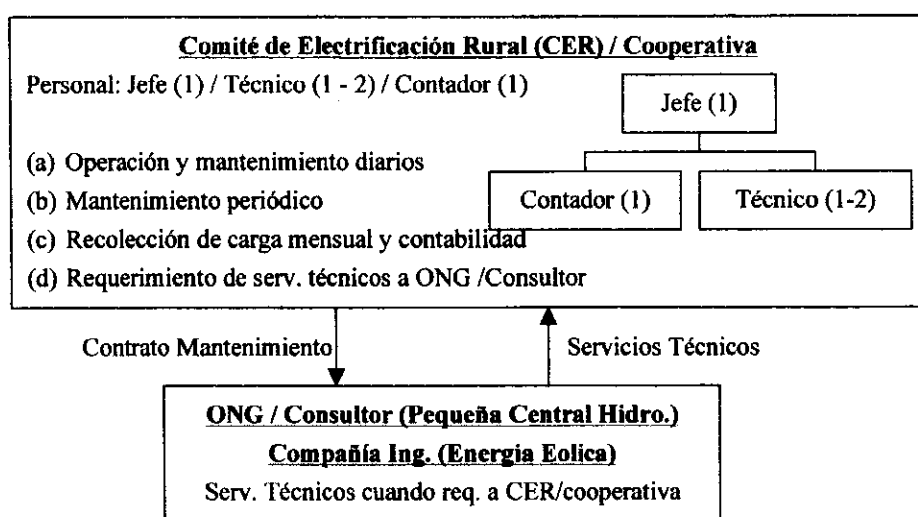 Comité de Electrificación Rural (CER) / Cooperativa
Personal: Jefe (1) / Técnico (1 - 2) / Contador (1)
Jefe (1)
(a) Operación y mantenimiento diarios
(b) Mantenimiento periódico
Contador (1)
Técnico (1-2)
(c) Recolección de carga mensual y contabilidad
(d) Requerimiento de serv. técnicos a ONG /Consultor
Contrato Mantenimiento
Servicios Técnicos
ONG / Consultor (Pequeña Central Hidro.)
Compañía Ing. (Energia Eolica)
Serv. Técnicos cuando req. a CER/cooperativa